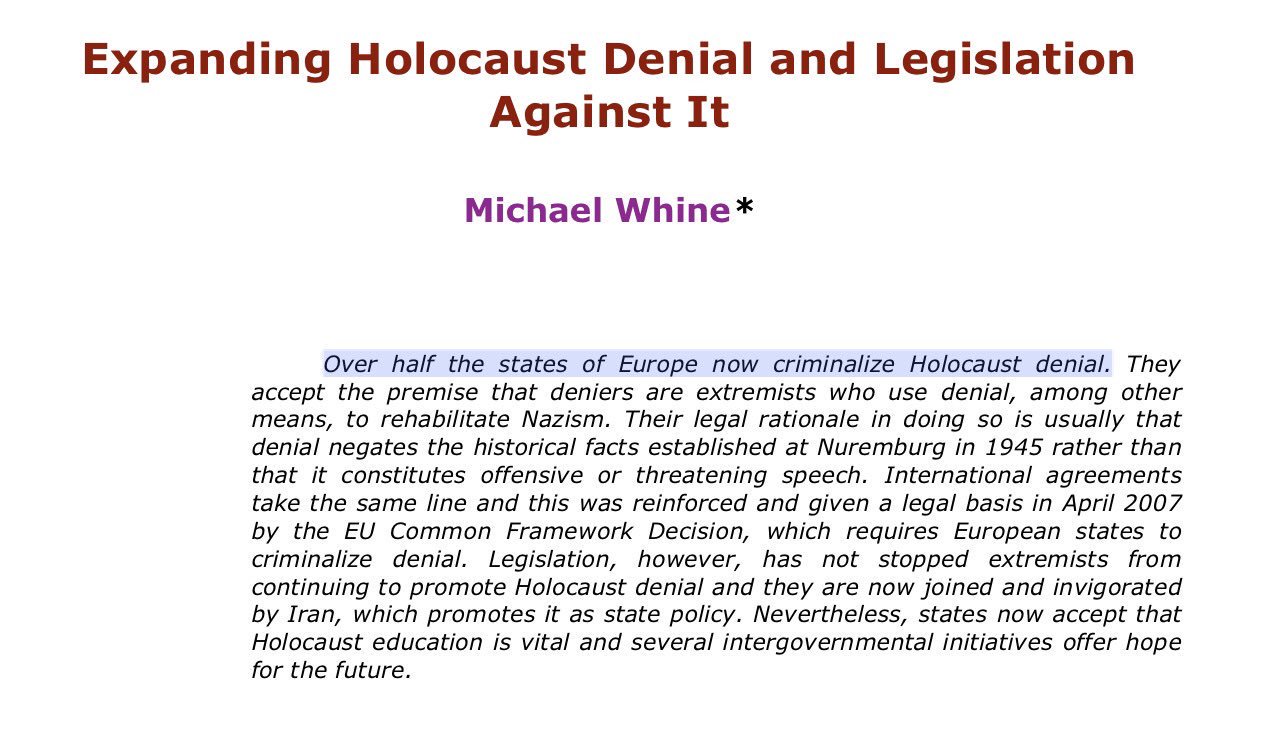 Expanding Holocaust Denial and Legislation
Against It
Michael Whine*
Over half the states of Europe now criminalize Holocaust denial. They
accept the premise that deniers are extremists who use denial, among other
means, to rehabilitate Nazism. Their legal rationale in doing so is usually that
denial negates the historical facts established at Nuremburg in 1945 rather than
that it constitutes offensive or threatening speech. International agreements
take the same line and this was reinforced and given a legal basis in April 2007
by the EU Common Framework Decision, which requires European states to
criminalize denial. Legislation, however, has not stopped extremists from
continuing to promote Holocaust denial and they are now joined and invigorated
by Iran, which promotes it as state policy. Nevertheless, states now accept that
Holocaust education is vital and several intergovernmental initiatives offer hope
for the future.